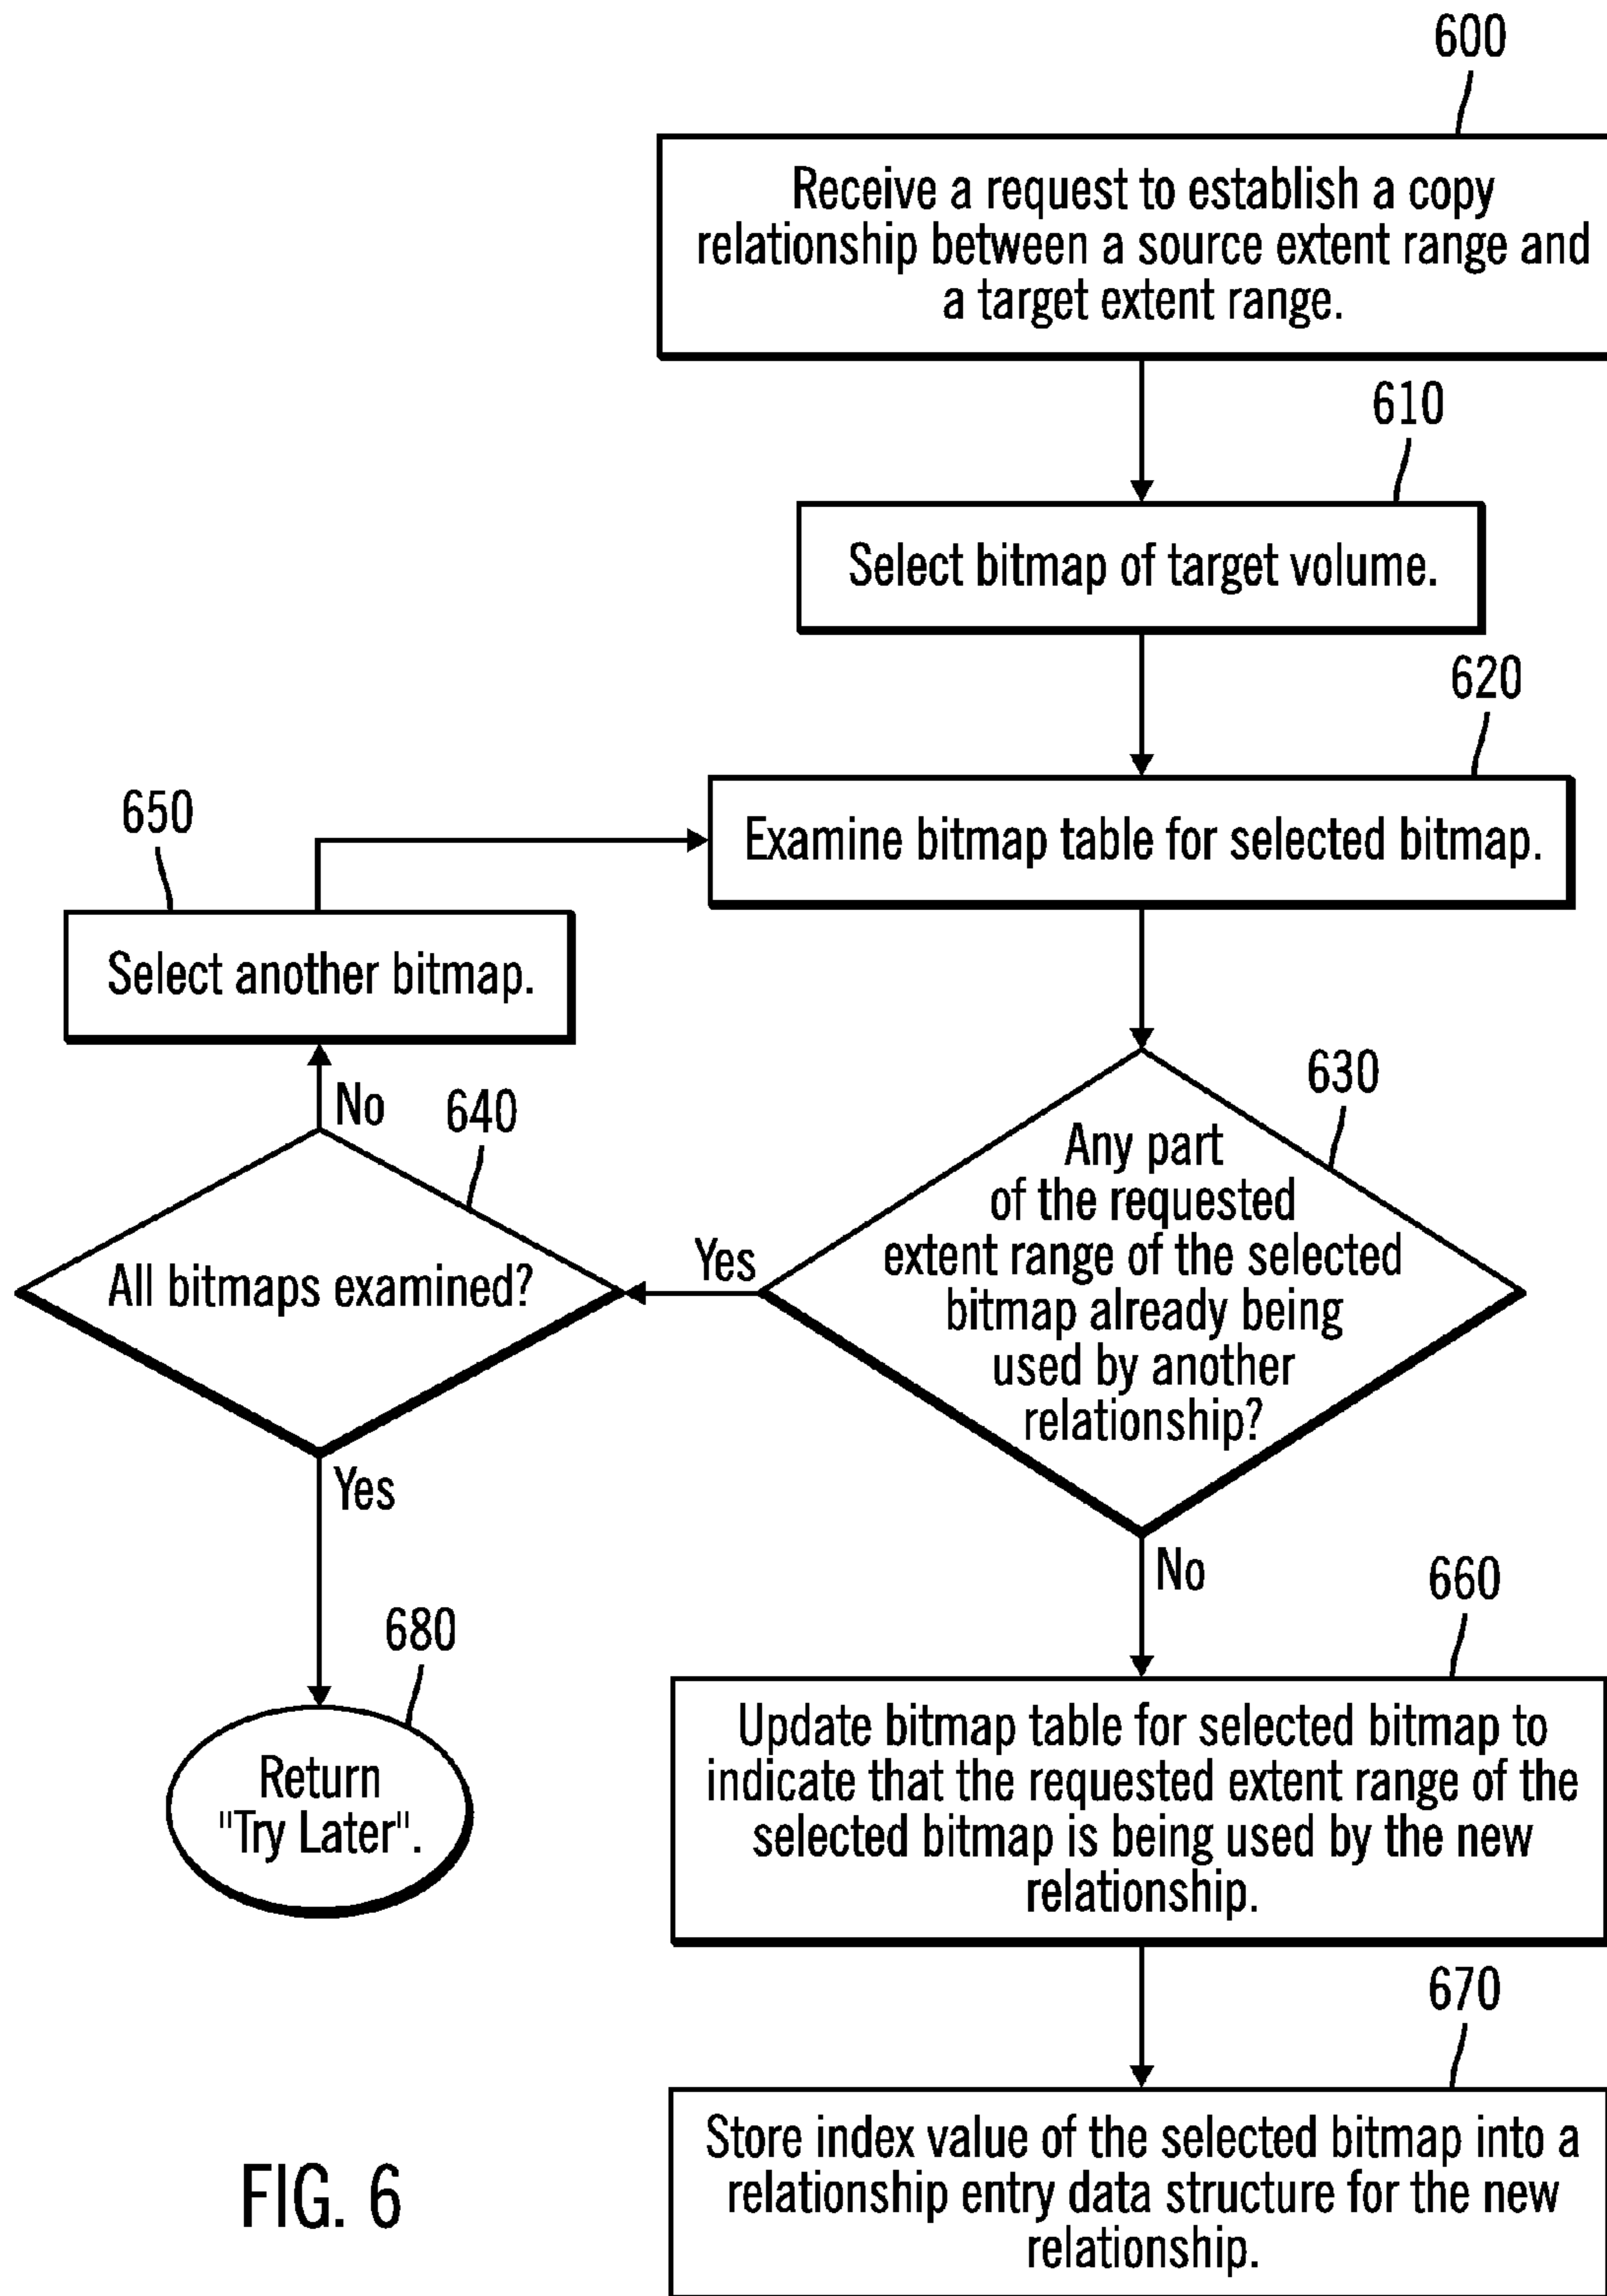 600
Receive a request to establish a copy
relationship between a source extent range and
a target extent range.
610
Select bitmap of target volume.
620
Examine bitmap table for selected bitmap.
650
Select another bitmap.
No
640
All bitmaps examined?
Yes
630
Any part
of the requested
extent range of the selected
bitmap already being
used by another
relationship?
Yes
No
680
Return
"Try Later".
660
Update bitmap table for selected bitmap to
indicate that the requested extent range of the
selected bitmap is being used by the new
relationship.
670
Store index value of the selected bitmap into a
relationship entry data structure for the new
relationship.
FIG. 6